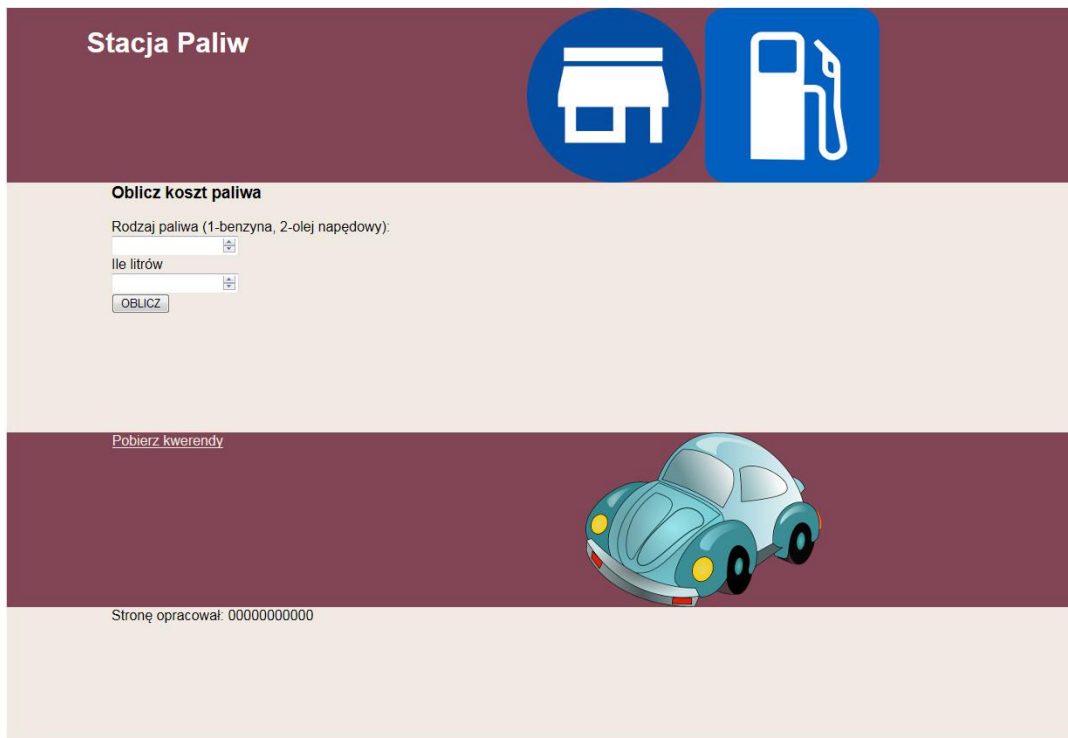 Stacja Paliw
Oblicz koszt paliwa
Rodzaj paliwa (1-benzyna, 2-olej napędowy):
Ile litrów
OBLICZ
Pobierz kwerendy
Stronę opracował: 00000000000